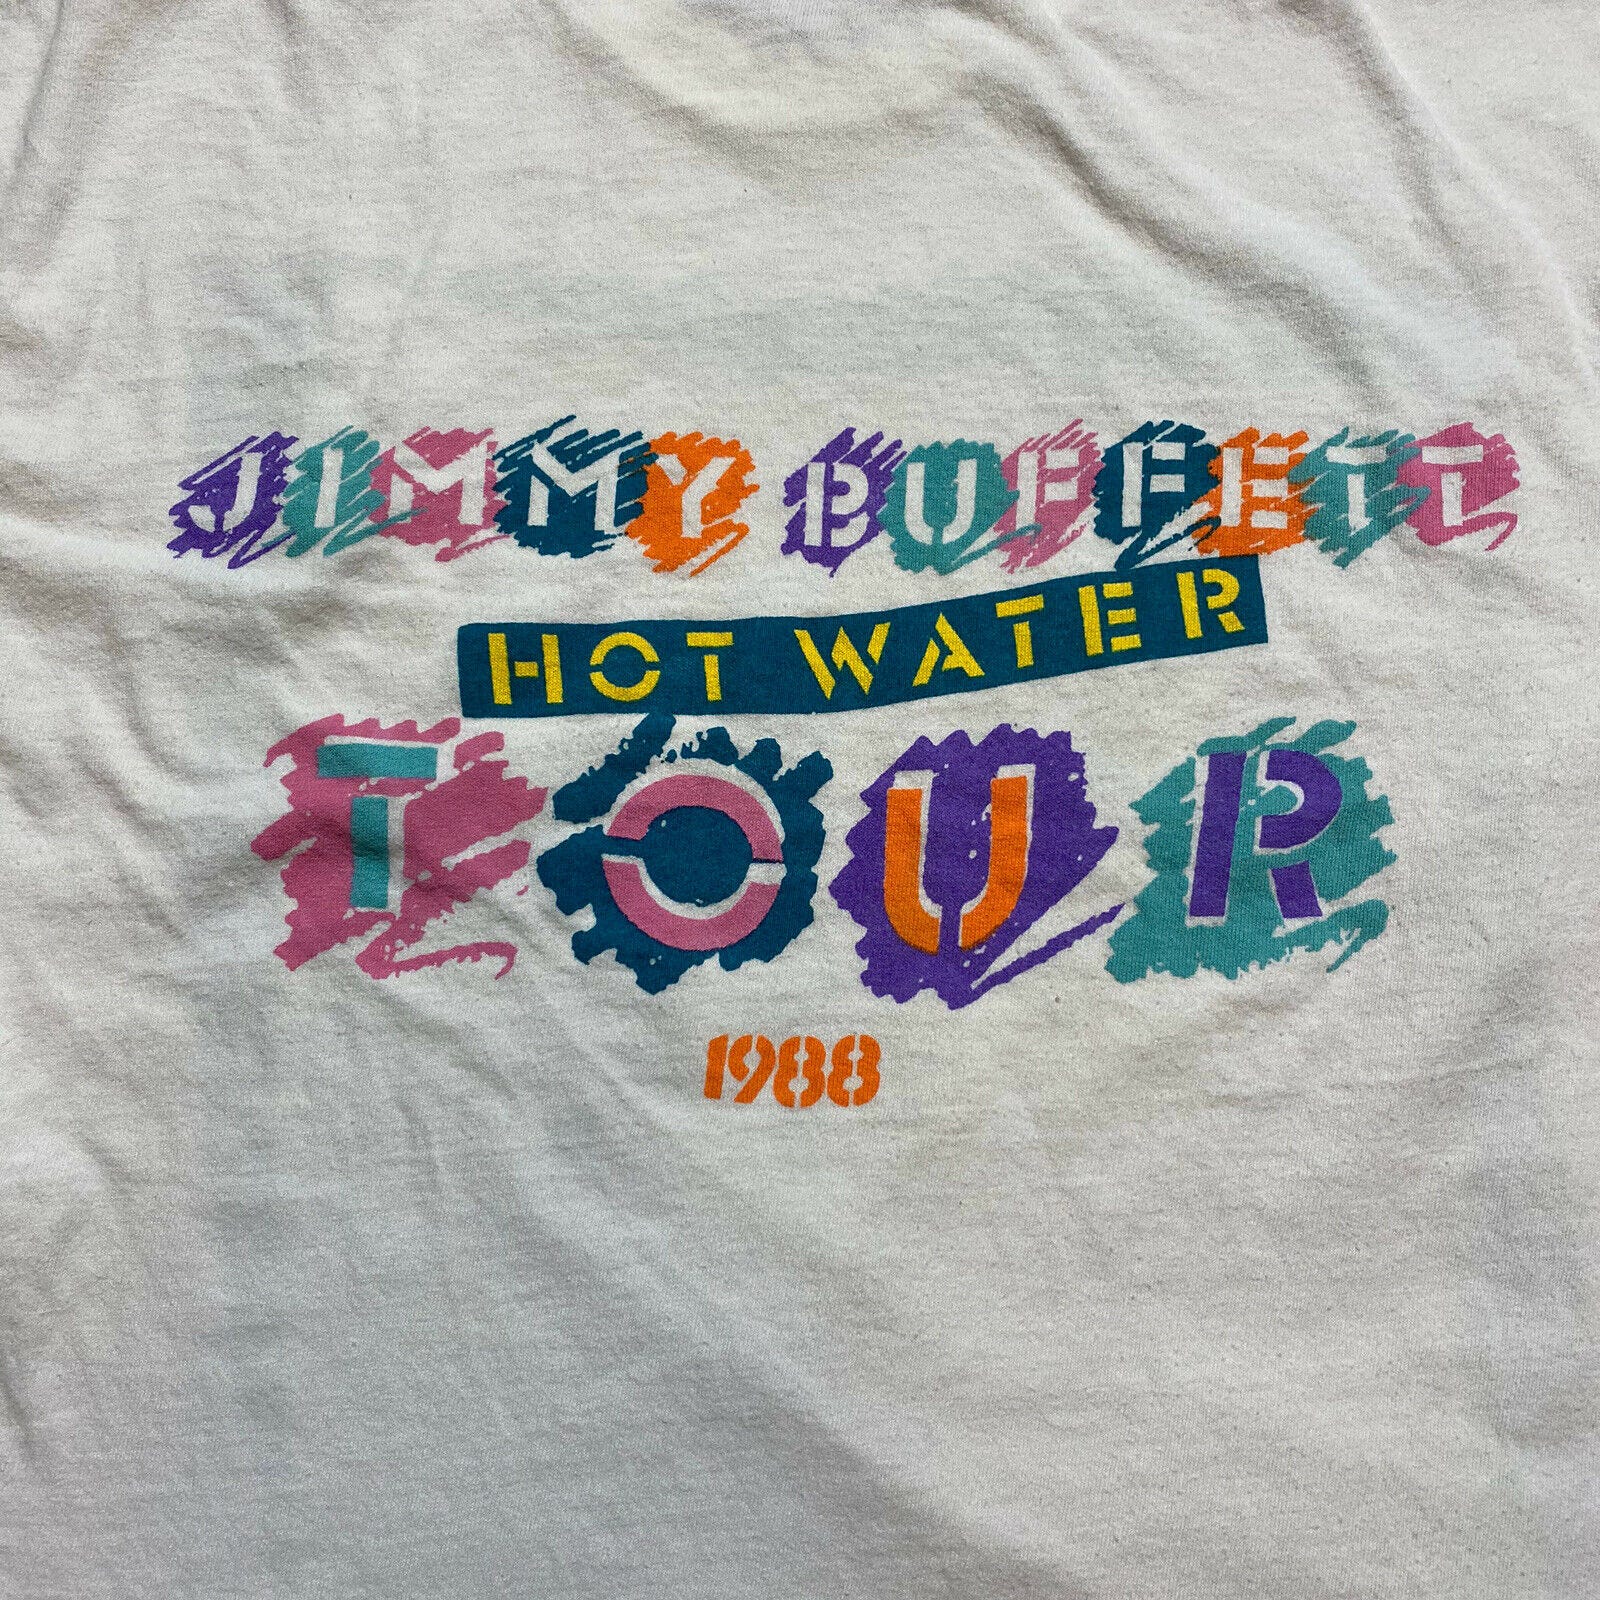 JIMMY BUFFETT
HOT WATER
TOUR
1988